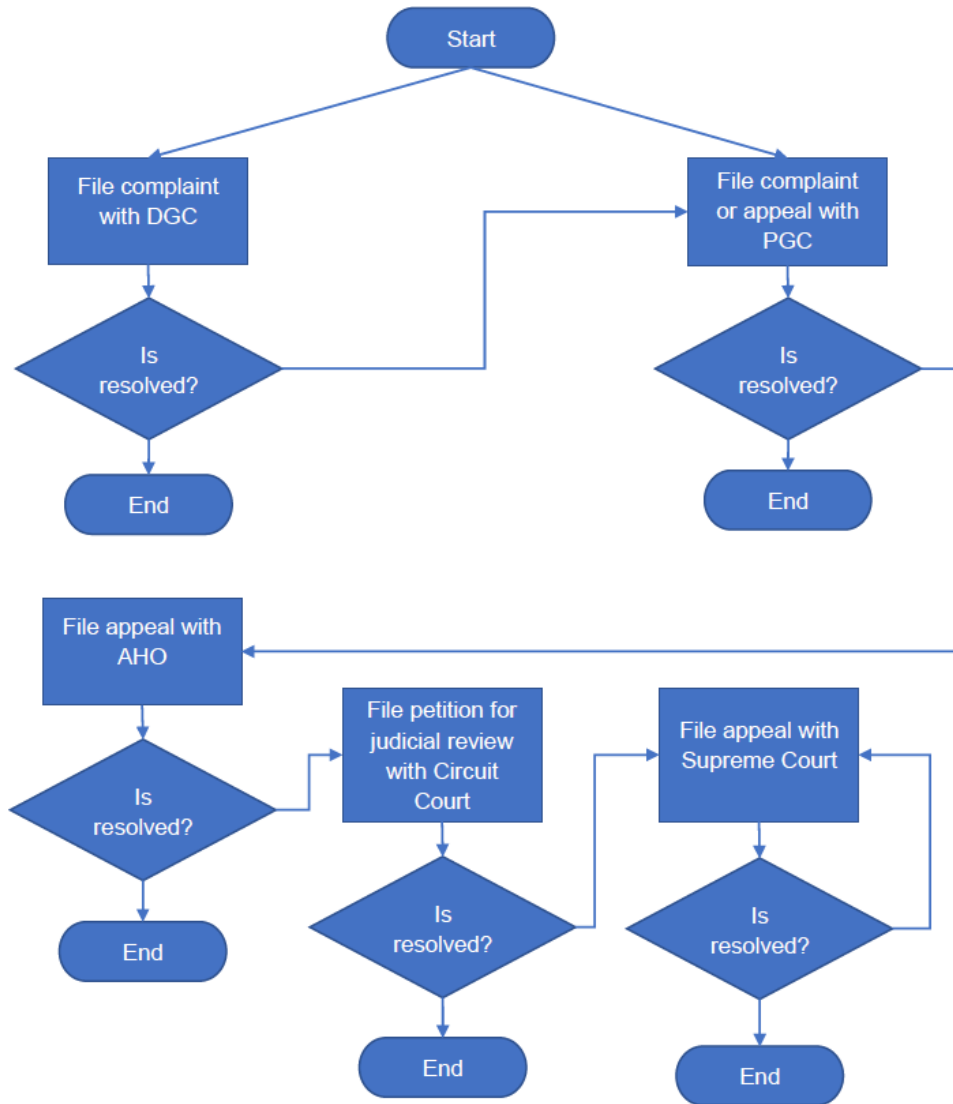 Start
File complaint
with DGC
File complaint
or appeal with
PGC
Is
resolved?
Is
resolved?
End
End
File appeal with
AHO
File petition for
judicial review
with Circuit
Court
File appeal with
Supreme Court
Is
resolved?
Is
resolved?
Is
resolved?
End
End
End